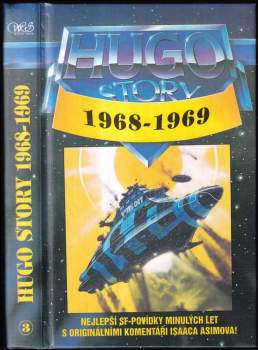 HUGO
STORY
1968-1969
NEJLEPŠÍ SF-POVÍDKY MINULÝCH LET
S ORIGINÁLNÍMI KOMENTÁŘI ISAACA ASIMOVA!
HUGO STORY 1968-1969
3